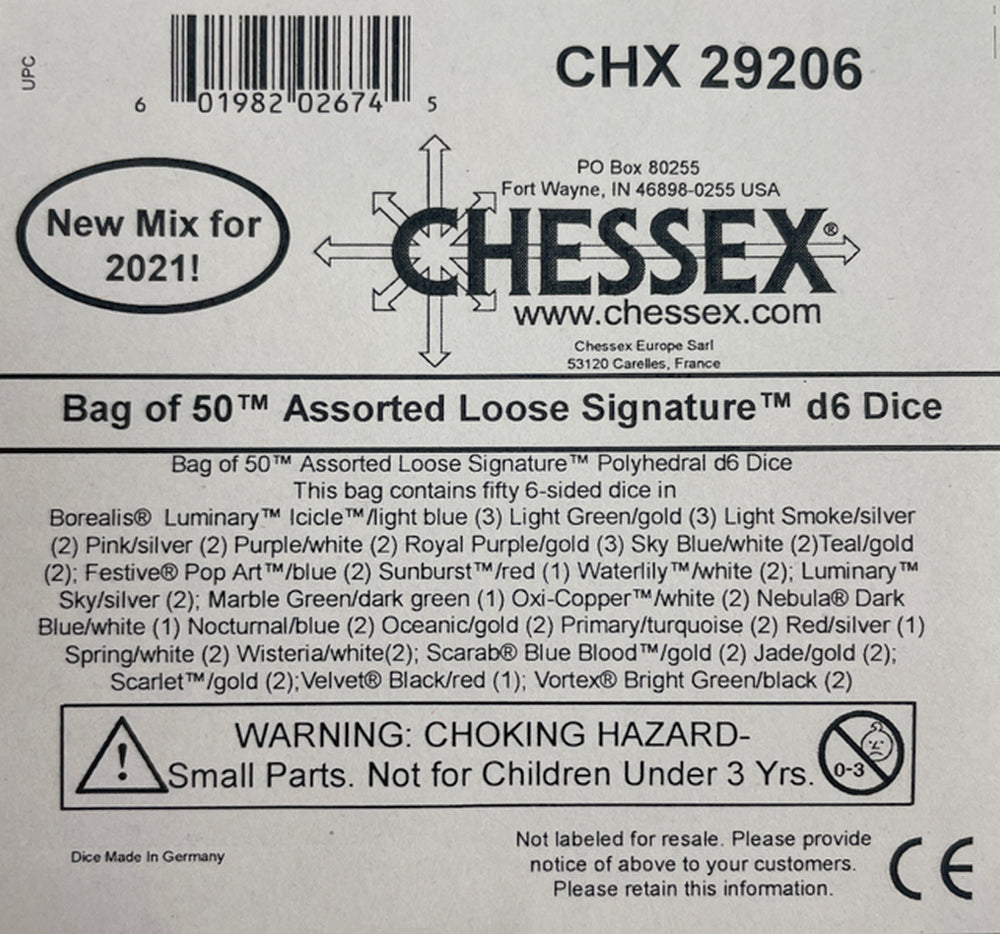 UPC
6 01982 02674 5
CHX 29206
New Mix for
2021!
PO Box 80255
Fort Wayne, IN 46898-0255 USA
CHESSEX®
www.chessex.com
Chessex Europe Sarl
53120 Carelles, France
Bag of 50™ Assorted Loose Signature™ d6 Dice
Bag of 50™ Assorted Loose Signature™ Polyhedral d6 Dice
This bag contains fifty 6-sided dice in
Borealis® Luminary™ Icicle™/light blue (3) Light Green/gold (3) Light Smoke/silver
(2) Pink/silver (2) Purple/white (2) Royal Purple/gold (3) Sky Blue/white (2)Teal/gold
(2); Festive® Pop Art™/blue (2) Sunburst™/red (1) Waterlily™/white (2); Luminary™
Sky/silver (2); Marble Green/dark green (1) Oxi-Copper™/white (2) Nebula® Dark
Blue/white (1) Nocturnal/blue (2) Oceanic/gold (2) Primary/turquoise (2) Red/silver (1)
Spring/white (2) Wisteria/white(2); Scarab® Blue Blood™/gold (2) Jade/gold (2);
Scarlet™/gold (2);Velvet® Black/red (1); Vortex® Bright Green/black (2)
WARNING: CHOKING HAZARD-
Small Parts. Not for Children Under 3 Yrs.
0-3
Dice Made In Germany
Not labeled for resale. Please provide
notice of above to your customers.
Please retain this information.
CE